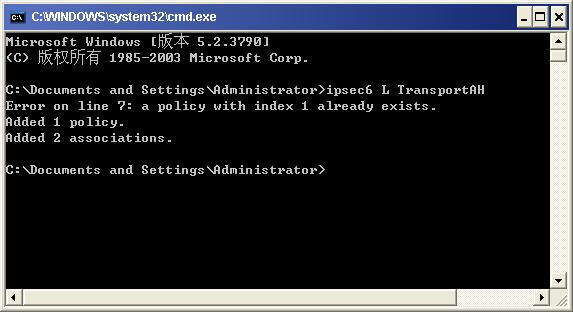 C:\WINDOWS\system32\cmd.exe
Microsoft Windows [版本 5.2.3790]
(C) 版权所有 1985-2003 Microsoft Corp.
C:\Documents and Settings\Administrator>ipsec6 L TransportAH
Error on line 7: a policy with index 1 already exists.
Added 1 policy.
Added 2 associations.
C:\Documents and Settings\Administrator>